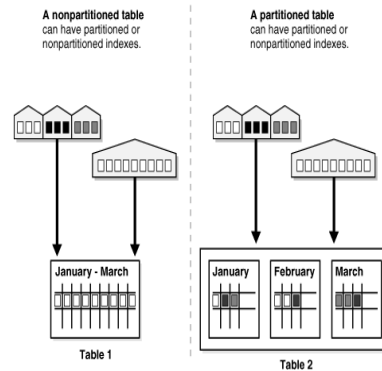 A nonpartitioned table
can have partitioned or
nonpartitioned indexes.
January - March
Table 1
A partitioned table
can have partitioned or
nonpartitioned indexes.
January
February
March
Table 2